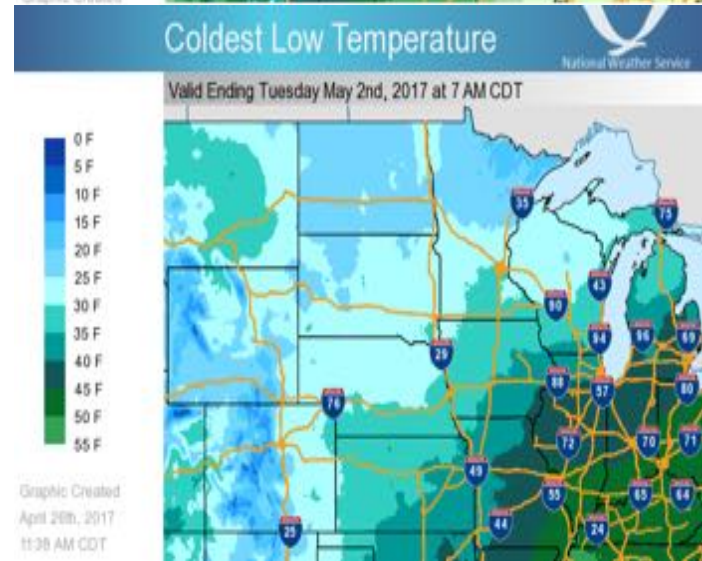 Graphic Created
Coldest Low Temperature
National Weather Service
Valid Ending Tuesday May 2nd, 2017 at 7 AM CDT
0 F
5 F
10 F
15 F
20 F
25 F
30 F
35 F
40 F
45 F
50 F
55 F
35
75
43
90
94
96
69
29
88
57
80
76
72
70
71
49
55
65
64
44
24
25
Graphic Created
April 26th, 2017
11:38 AM CDT